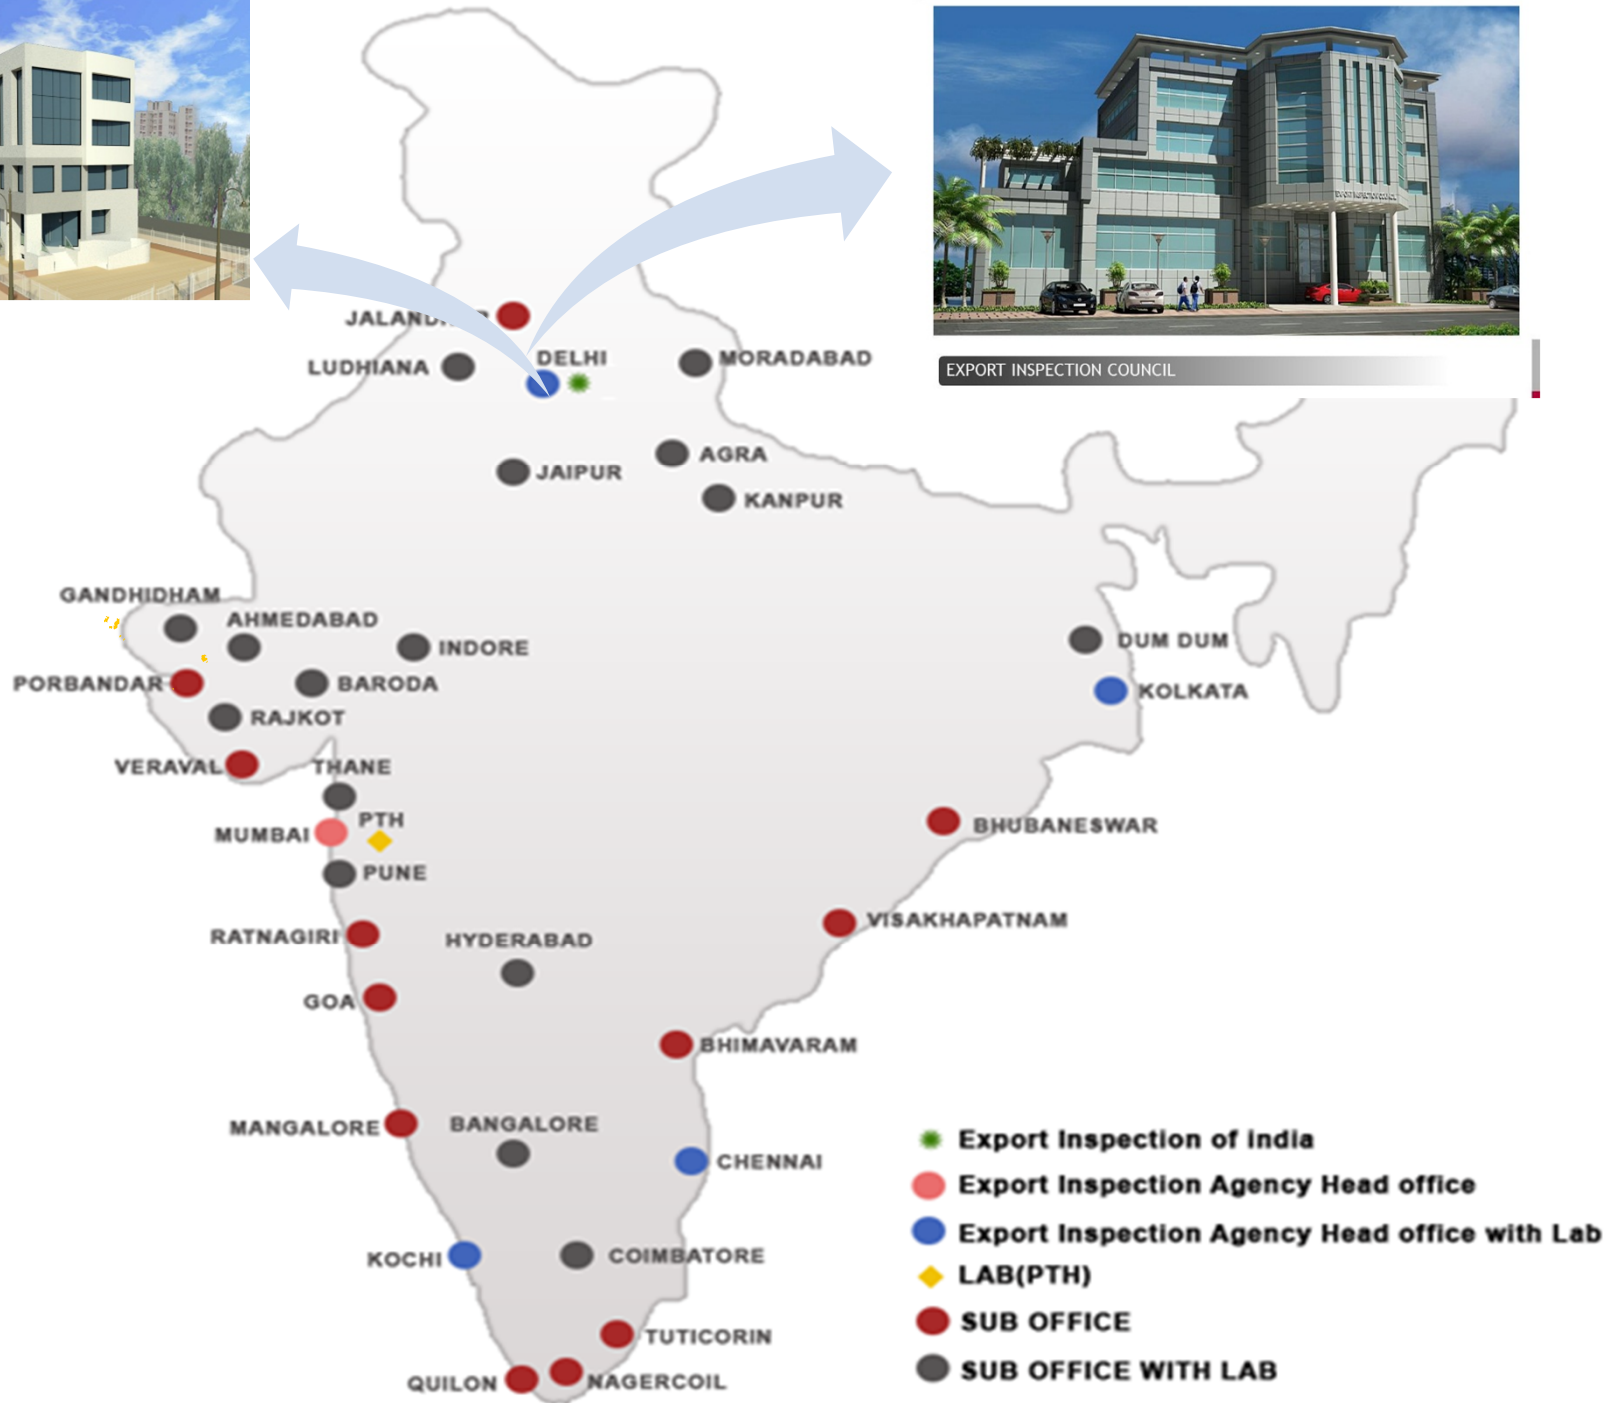 EXPORT INSPECTION COUNCIL
EXPORT INSPECTION COUNCIL
DELHI
MORADABAD
LUDHIANA
AGRA
JAIPUR
KANPUR
GANDHIDHAM
AHMEDABAD
INDORE
DUM DUM
PORBANDAR
BARODA
KOLKATA
RAJKOT
VERAVAL
THANE
PTH
MUMBAI
BHUBANESWAR
PUNE
VISAKHAPATNAM
RATNAGIRI
HYDERABAD
GOA
BHIMAVARAM
MANGALORE
BANGALORE
CHENNAI
KOCHI
COIMBATORE
TUTICORIN
QUILON
NAGERCOIL
Export Inspection of india
Export Inspection Agency Head office
Export Inspection Agency Head office with Lab
LAB(PTH)
SUB OFFICE
SUB OFFICE WITH LAB